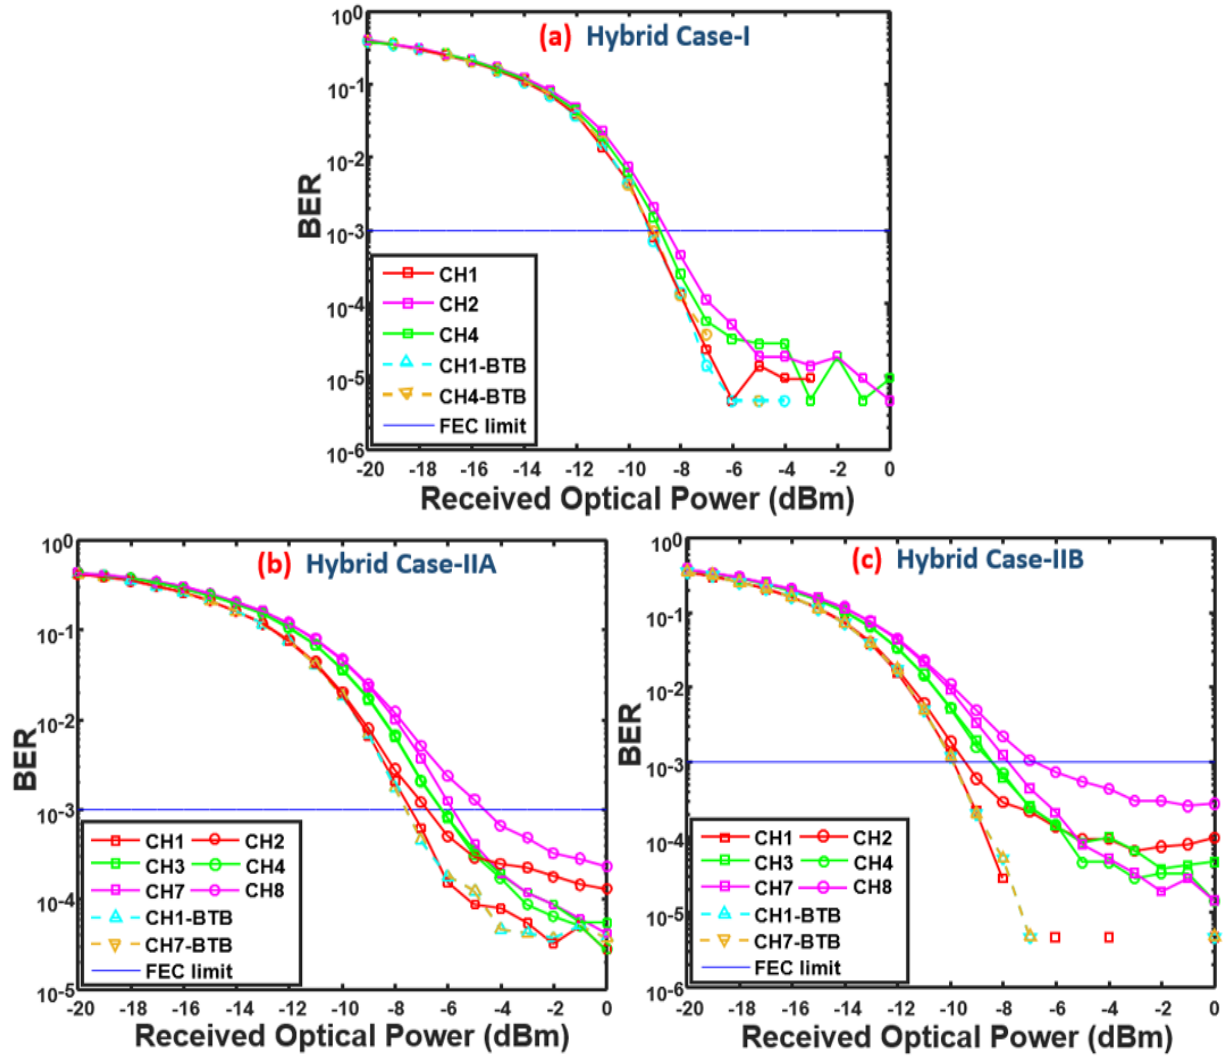 (a) Hybrid Case-I
10^0
10^-1
10^-2
10^-3
10^-4
10^-5
10^-6
BER
CH1
CH2
CH4
CH1-BTB
CH4-BTB
FEC limit
-20 -18 -16 -14 -12 -10 -8 -6 -4 -2 0
Received Optical Power (dBm)
(b) Hybrid Case-IIA
10^0
10^-1
10^-2
10^-3
10^-4
10^-5
BER
CH1 CH2
CH3 CH4
CH7 CH8
CH1-BTB
CH7-BTB
FEC limit
-20 -18 -16 -14 -12 -10 -8 -6 -4 -2 0
Received Optical Power (dBm)
(c) Hybrid Case-IIB
10^0
10^-1
10^-2
10^-3
10^-4
10^-5
10^-6
BER
CH1 CH2
CH3 CH4
CH7 CH8
CH1-BTB
CH7-BTB
FEC limit
-20 -18 -16 -14 -12 -10 -8 -6 -4 -2 0
Received Optical Power (dBm)